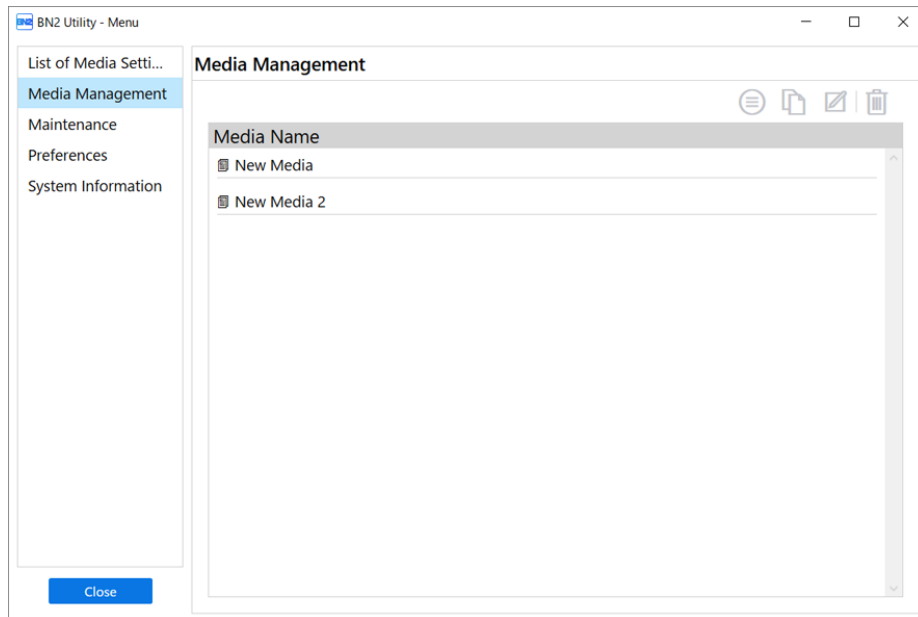 BN2 BN2 Utility - Menu
List of Media Setti...
Media Management
Maintenance
Preferences
System Information
Close
Media Management
Media Name
New Media
New Media 2